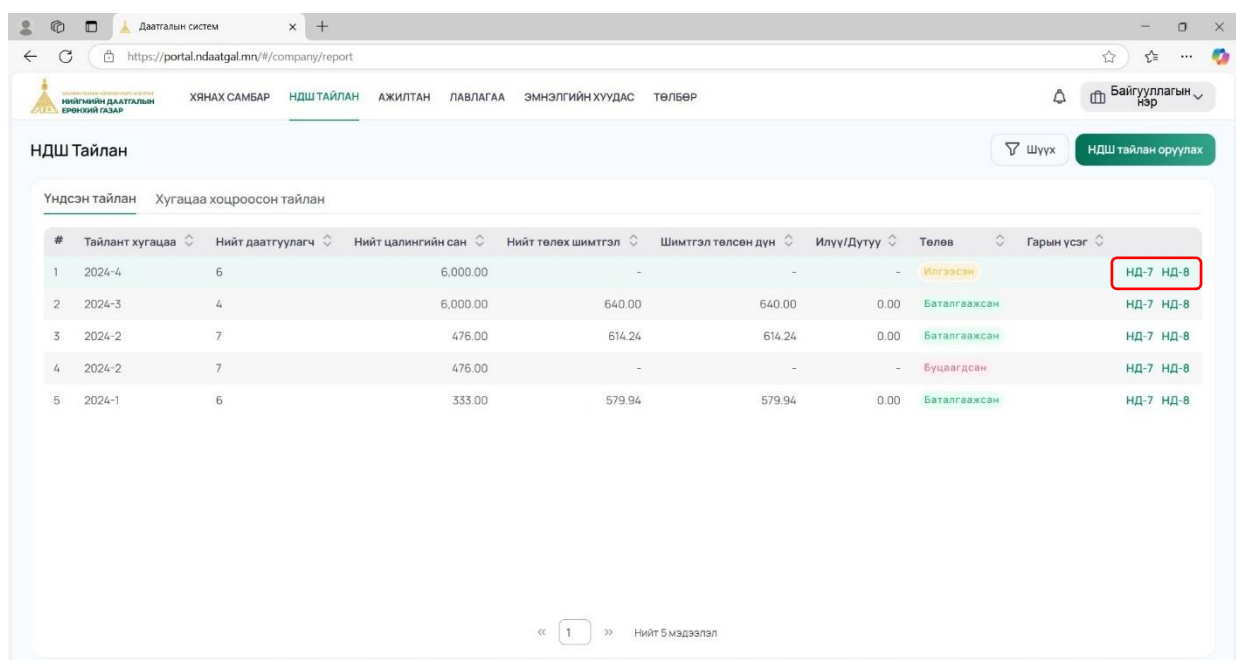 Даатгалын систем
https://portal.ndaatgal.mn/#/company/report
НИЙГМИЙН ДААТГАЛЫН
ЕРӨНХИЙ ГАЗАР
ХЯНАХ САМБАР НДШ ТАЙЛАН АЖИЛТАН ЛАВЛАГАА ЭМНЭЛГИЙН ХУУДАС ТӨЛБӨР
Байгууллагын
нэр
НДШ Тайлан Шүүх НДШ тайлан оруулах
Үндсэн тайлан Хугацаа хоцроосон тайлан
# Тайлант хугацаа Нийт даатгуулагч Нийт цалингийн сан Нийт төлөх шимтгэл Шимтгэл төлсөн дүн Илүү/Дутуу Төлөв Гарын үсэг
1 2024-4 6 6,000.00 - - - Илгээсэн НД-7 НД-8
2 2024-3 4 6,000.00 640.00 640.00 0.00 Баталгаажсан НД-7 НД-8
3 2024-2 7 476.00 614.24 614.24 0.00 Баталгаажсан НД-7 НД-8
4 2024-2 7 476.00 - - - Буцаагдсан НД-7 НД-8
5 2024-1 6 333.00 579.94 579.94 0.00 Баталгаажсан НД-7 НД-8
« 1 » Нийт 5 мэдээлэл